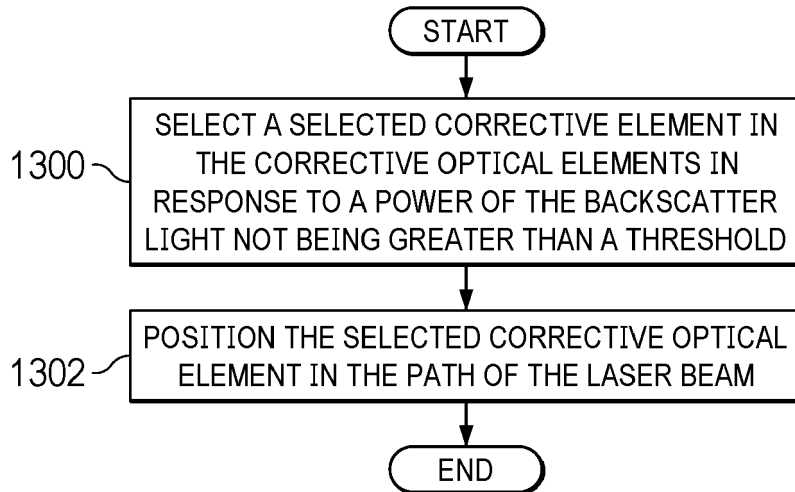 START
SELECT A SELECTED CORRECTIVE ELEMENT IN
THE CORRECTIVE OPTICAL ELEMENTS IN
RESPONSE TO A POWER OF THE BACKSCATTER
LIGHT NOT BEING GREATER THAN A THRESHOLD
1300
POSITION THE SELECTED CORRECTIVE OPTICAL
ELEMENT IN THE PATH OF THE LASER BEAM
1302
END